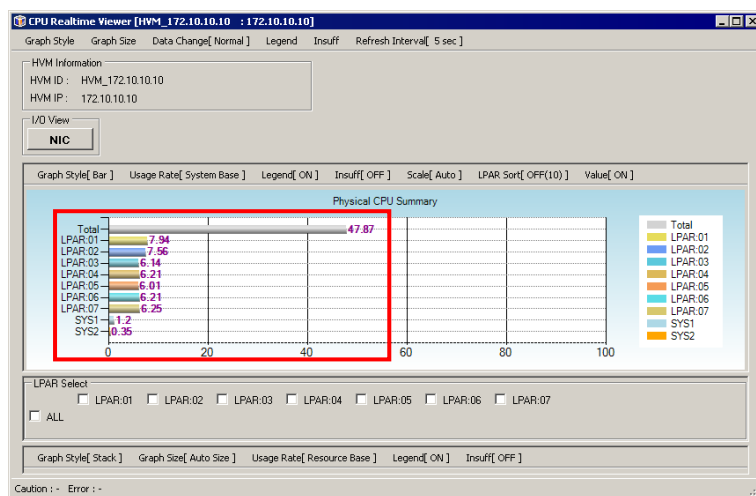 CPU Realtime Viewer [HVM_172.10.10.10 : 172.10.10.10]
Graph Style Graph Size Data Change[ Normal ] Legend Insuff Refresh Interval[ 5 sec ]
HVM Information
HVM ID : HVM_172.10.10.10
HVM IP : 172.10.10.10
I/O View
NIC
Graph Style[ Bar ] Usage Rate[ System Base ] Legend[ ON ] Insuff[ OFF ] Scale[ Auto ] LPAR Sort[ OFF(10) ] Value[ ON ]
Physical CPU Summary
Total 47.87
LPAR:01 7.94
LPAR:02 7.56
LPAR:03 6.14
LPAR:04 6.21
LPAR:05 6.01
LPAR:06 6.21
LPAR:07 6.25
SYS1 1.2
SYS2 0.35
0 20 40 60 80 100
Total
LPAR:01
LPAR:02
LPAR:03
LPAR:04
LPAR:05
LPAR:06
LPAR:07
SYS1
SYS2
LPAR Select
LPAR:01 LPAR:02 LPAR:03 LPAR:04 LPAR:05 LPAR:06 LPAR:07
ALL
Graph Style[ Stack ] Graph Size[ Auto Size ] Usage Rate[ Resource Base ] Legend[ ON ] Insuff[ OFF ]
Caution : - Error : -